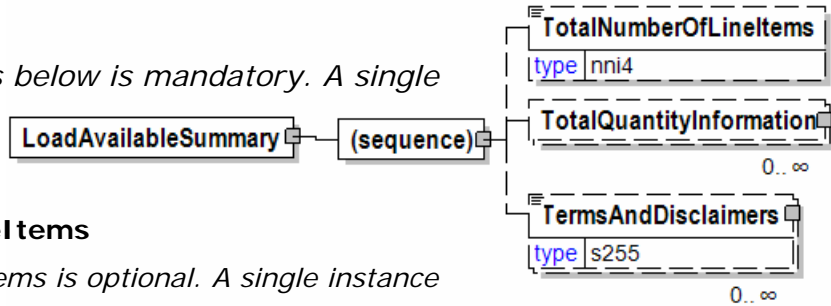 s below is mandatory. A single
elItems
ems is optional. A single instance
LoadAvailableSummary
(sequence)
TotalNumberOfLineItems
type nni4
TotalQuantityInformation
0.. ∞
TermsAndDisclaimers
type s255
0.. ∞